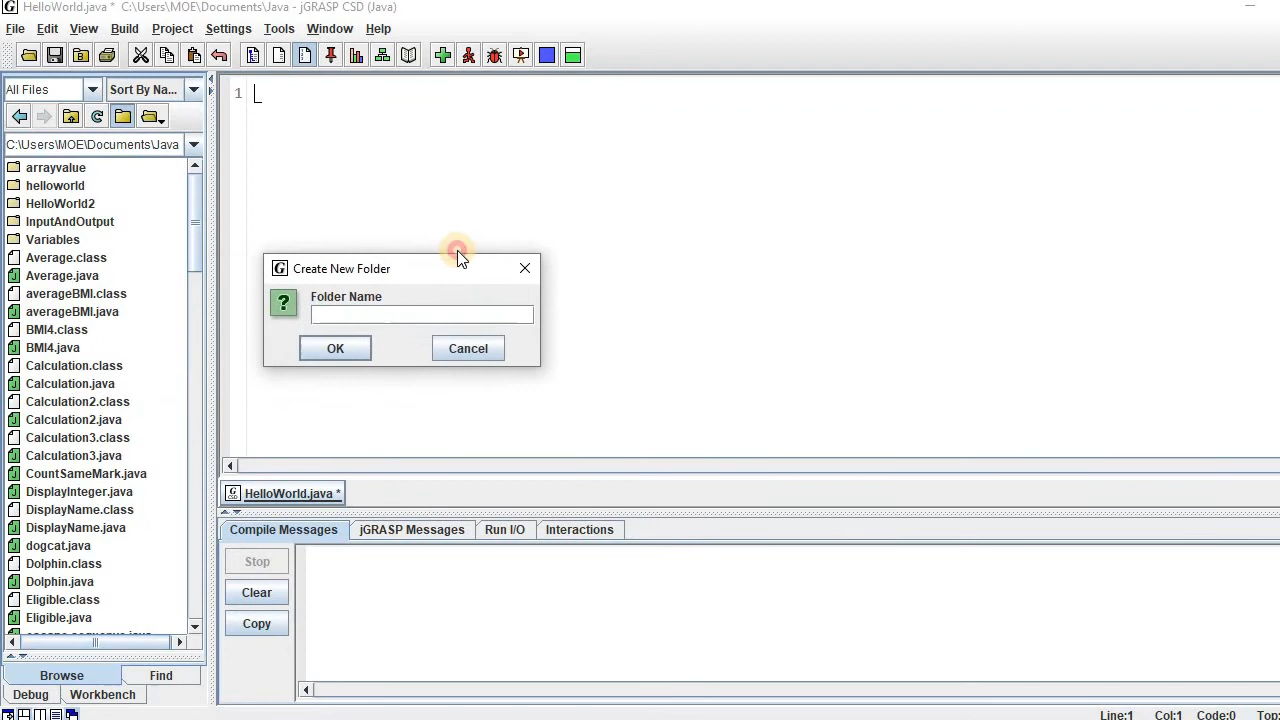 HelloWorld.java * C:\Users\MOE\Documents\Java - jGRASP CSD (Java)
File Edit View Build Project Settings Tools Window Help
All Files Sort By Na...
C:\Users\MOE\Documents\Java
arrayvalue
helloworld
HelloWorld2
InputAndOutput
Variables
Average.class
Average.java
averageBMI.class
averageBMI.java
BMI4.class
BMI4.java
Calculation.class
Calculation.java
Calculation2.class
Calculation2.java
Calculation3.class
Calculation3.java
CountSameMark.java
DisplayInteger.java
DisplayName.class
DisplayName.java
dogcat.java
Dolphin.class
Dolphin.java
Eligible.class
Eligible.java
Browse Find
Debug Workbench
1
Create New Folder
Folder Name
OK Cancel
HelloWorld.java *
Compile Messages jGRASP Messages Run I/O Interactions
Stop
Clear
Copy
Line:1 Col:1 Code:0 Top: